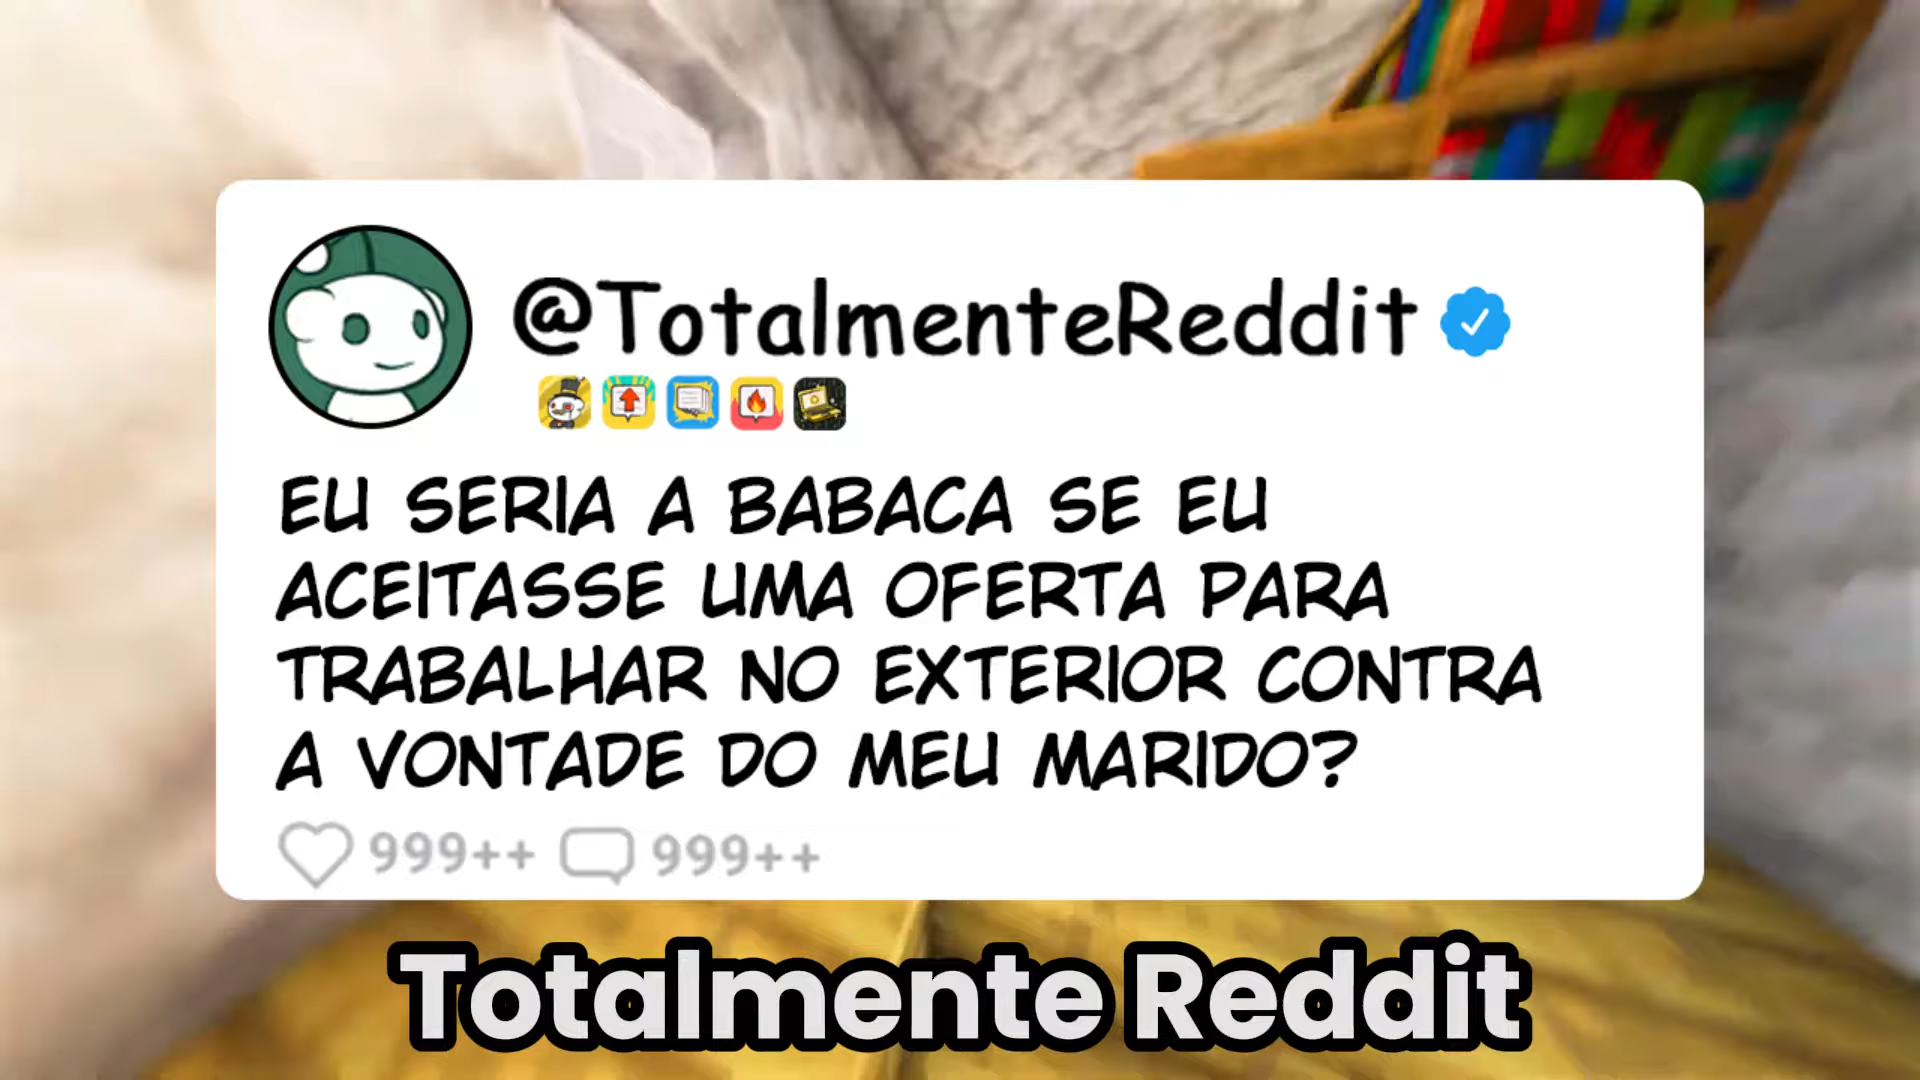 @TotalmenteReddit
EU SERIA A BABACA SE EU
ACEITASSE UMA OFERTA PARA
TRABALHAR NO EXTERIOR CONTRA
A VONTADE DO MEU MARIDO?
999++ 999++
Totalmente Reddit